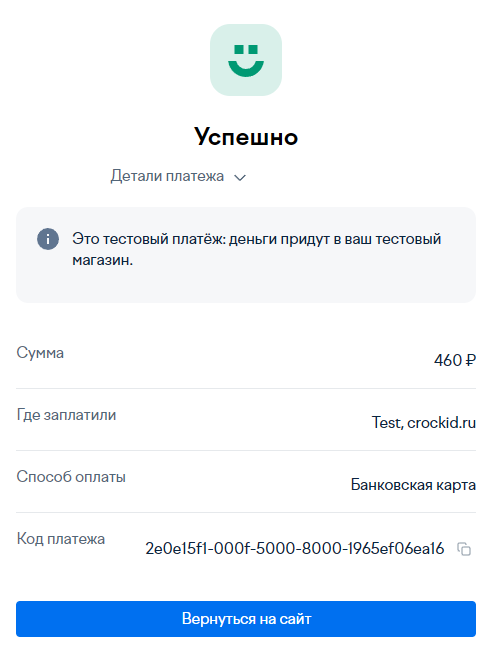 Успешно
Детали платежа
Это тестовый платёж: деньги придут в ваш тестовый
магазин.
Сумма
460 ₽
Где заплатили
Test, crockid.ru
Способ оплаты
Банковская карта
Код платежа
2e0e15f1-000f-5000-8000-1965ef06ea16
Вернуться на сайт